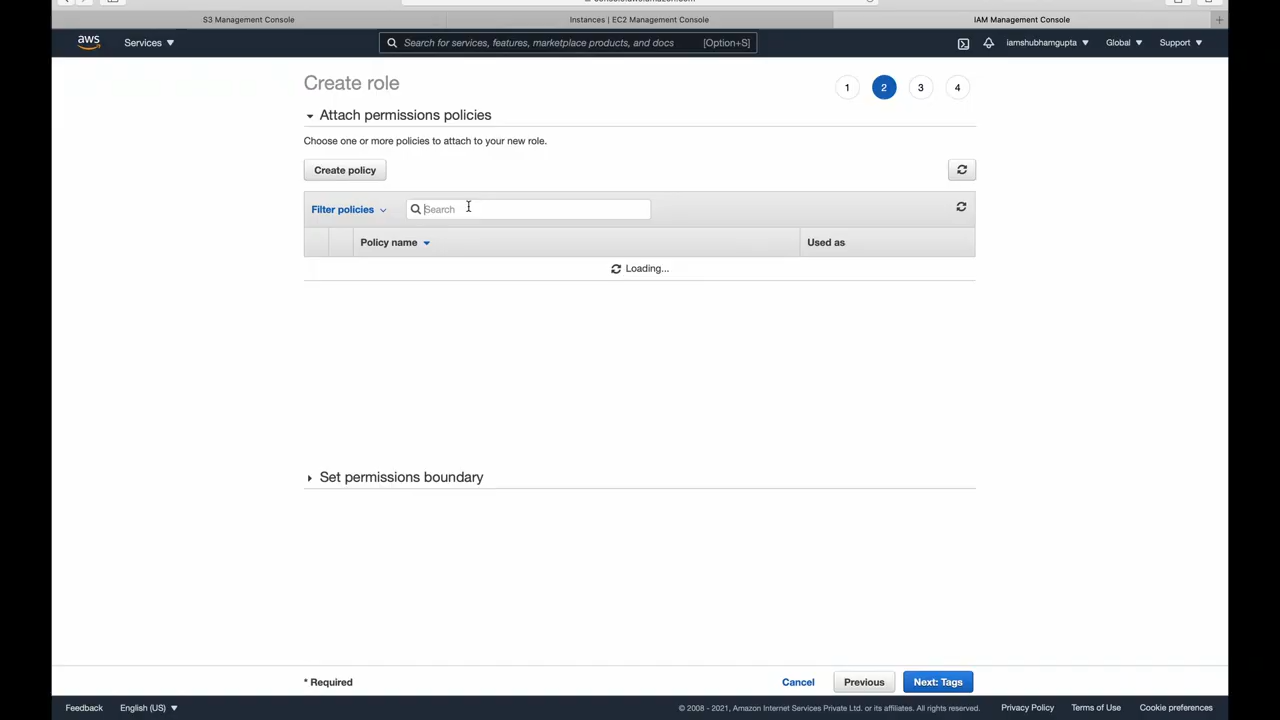 S3 Management Console
Instances | EC2 Management Console
IAM Management Console
aws
Services
Search for services, features, marketplace products, and docs
[Option+S]
iamshubhamgupta
Global
Support
Create role
1
2
3
4
Attach permissions policies
Choose one or more policies to attach to your new role.
Create policy
Filter policies
Search
Policy name
Used as
Loading...
Set permissions boundary
* Required
Cancel
Previous
Next: Tags
Feedback
English (US)
© 2008 - 2021, Amazon Internet Services Private Ltd. or its affiliates. All rights reserved.
Privacy Policy
Terms of Use
Cookie preferences